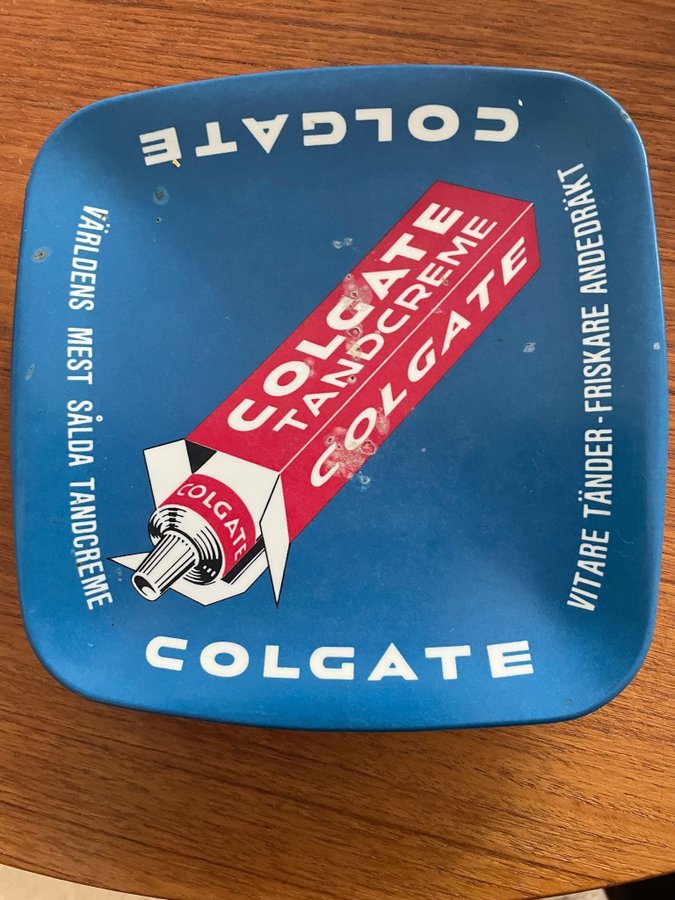 COLGATE
VÄRLDENS MEST SÅLDA TANDCREME
COLGATE
TANDCREME
COLGATE
COLGATE
VITARE TÄNDER-FRISKARE ANDEDRÄKT
COLGATE